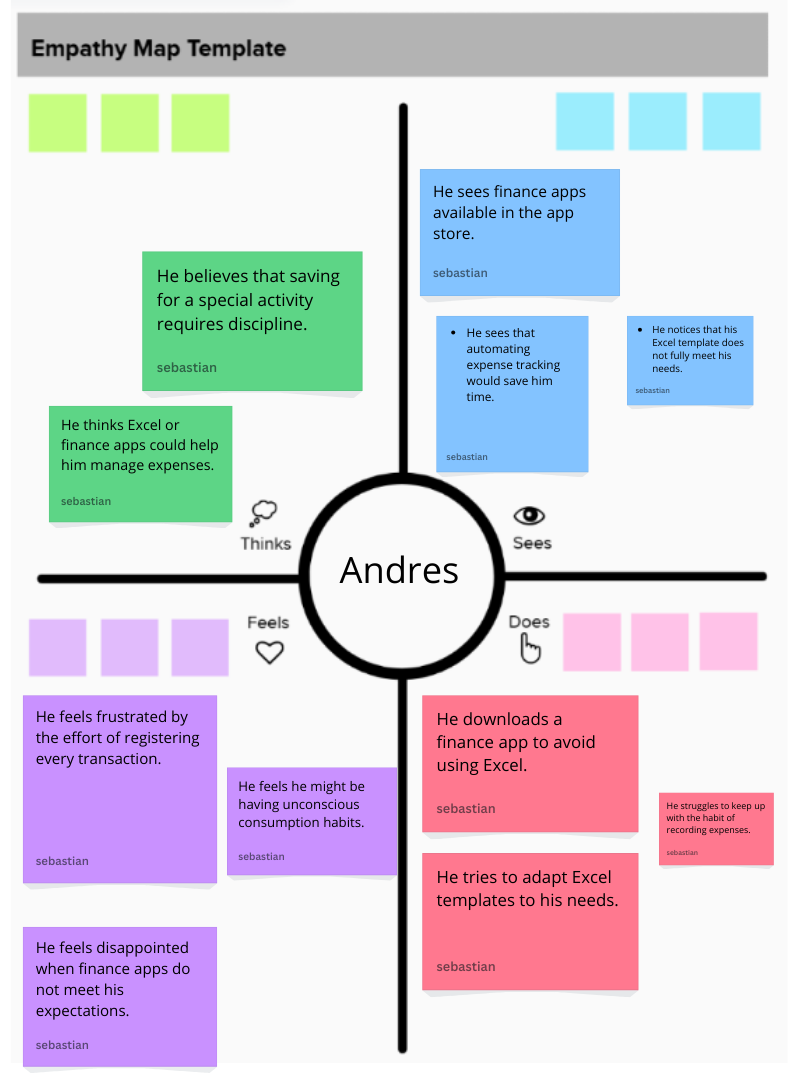 Empathy Map Template
He believes that saving
for a special activity
requires discipline.
sebastian
He thinks Excel or
finance apps could help
him manage expenses.
sebastian
Thinks
He sees finance apps
available in the app
store.
sebastian
• He sees that
automating
expense tracking
would save him
time.
sebastian
• He notices that his
Excel template does
not fully meet his
needs.
sebastian
Sees
Andres
Feels
He feels frustrated by
the effort of registering
every transaction.
sebastian
He feels he might be
having unconscious
consumption habits.
sebastian
He feels disappointed
when finance apps do
not meet his
expectations.
sebastian
Does
He downloads a
finance app to avoid
using Excel.
sebastian
He struggles to keep up
with the habit of
recording expenses.
sebastian
He tries to adapt Excel
templates to his needs.
sebastian